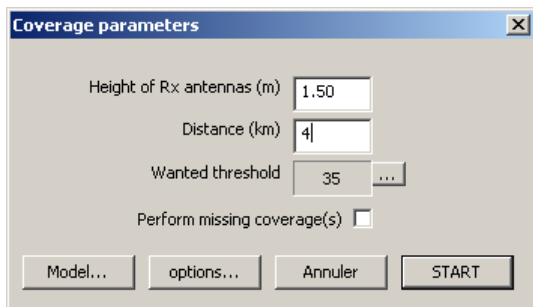 Coverage parameters
Height of Rx antennas (m) 1.50
Distance (km) 4
Wanted threshold 35 ...
Perform missing coverage(s)
Model... options... Annuler START